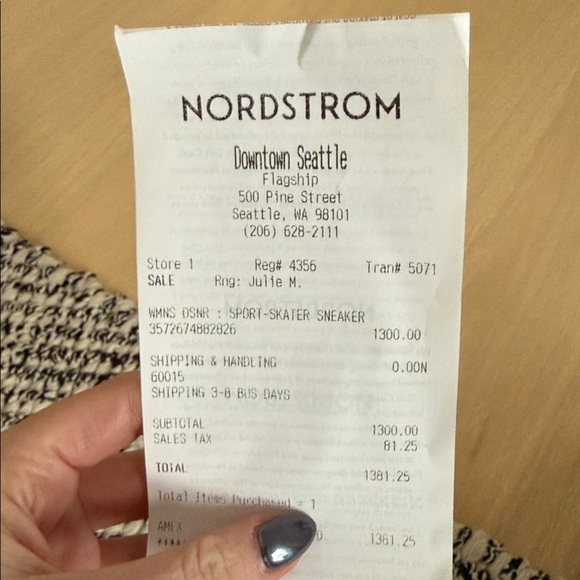 NORDSTROM
Downtown Seattle
Flagship
500 Pine Street
Seattle, WA 98101
(206) 628-2111
Store 1 Reg# 4356 Tran# 5071
SALE Rng: Julie M.
WMNS DSNR : SPORT-SKATER SNEAKER
3572674882826 1300.00
SHIPPING & HANDLING 0.00N
60015
SHIPPING 3-8 BUS DAYS
SUBTOTAL 1300.00
SALES TAX 81.25
TOTAL 1381.25
Total Items Purchased = 1
AMEX 1381.25